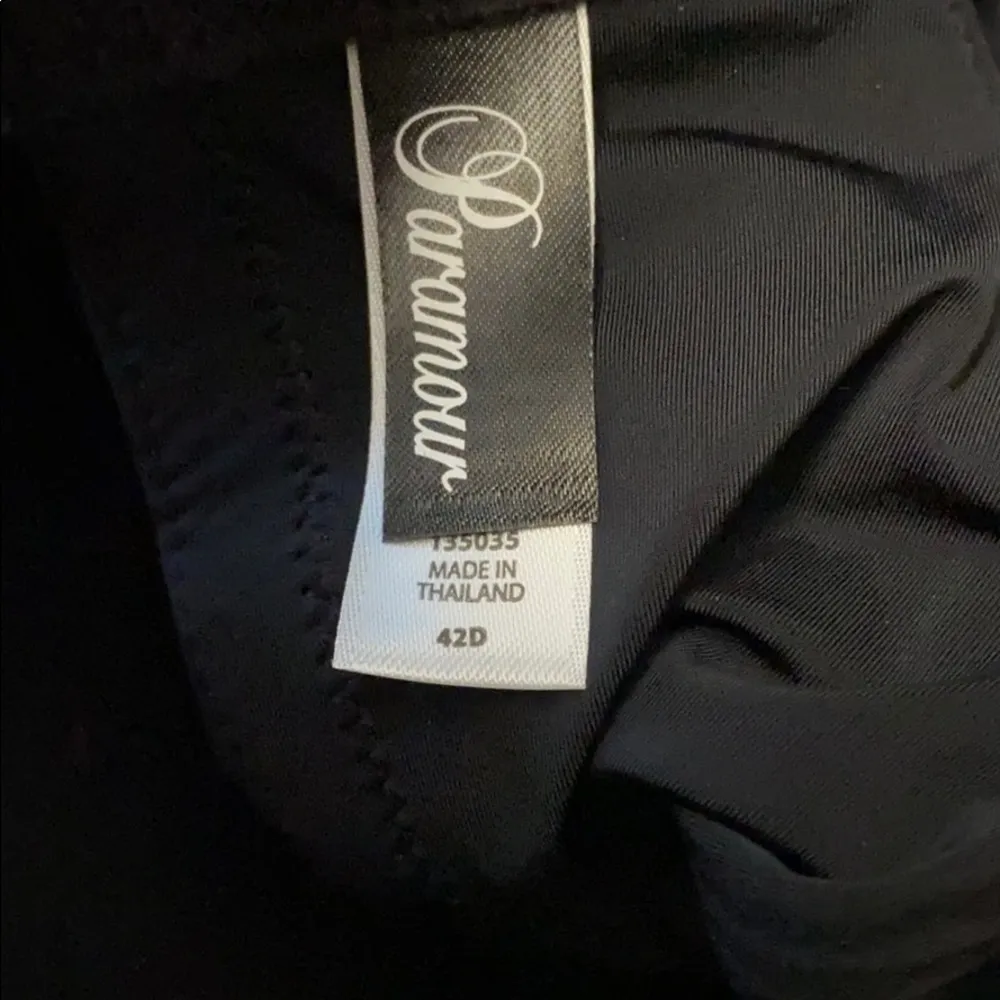 Paramour
135035
MADE IN
THAILAND
42D